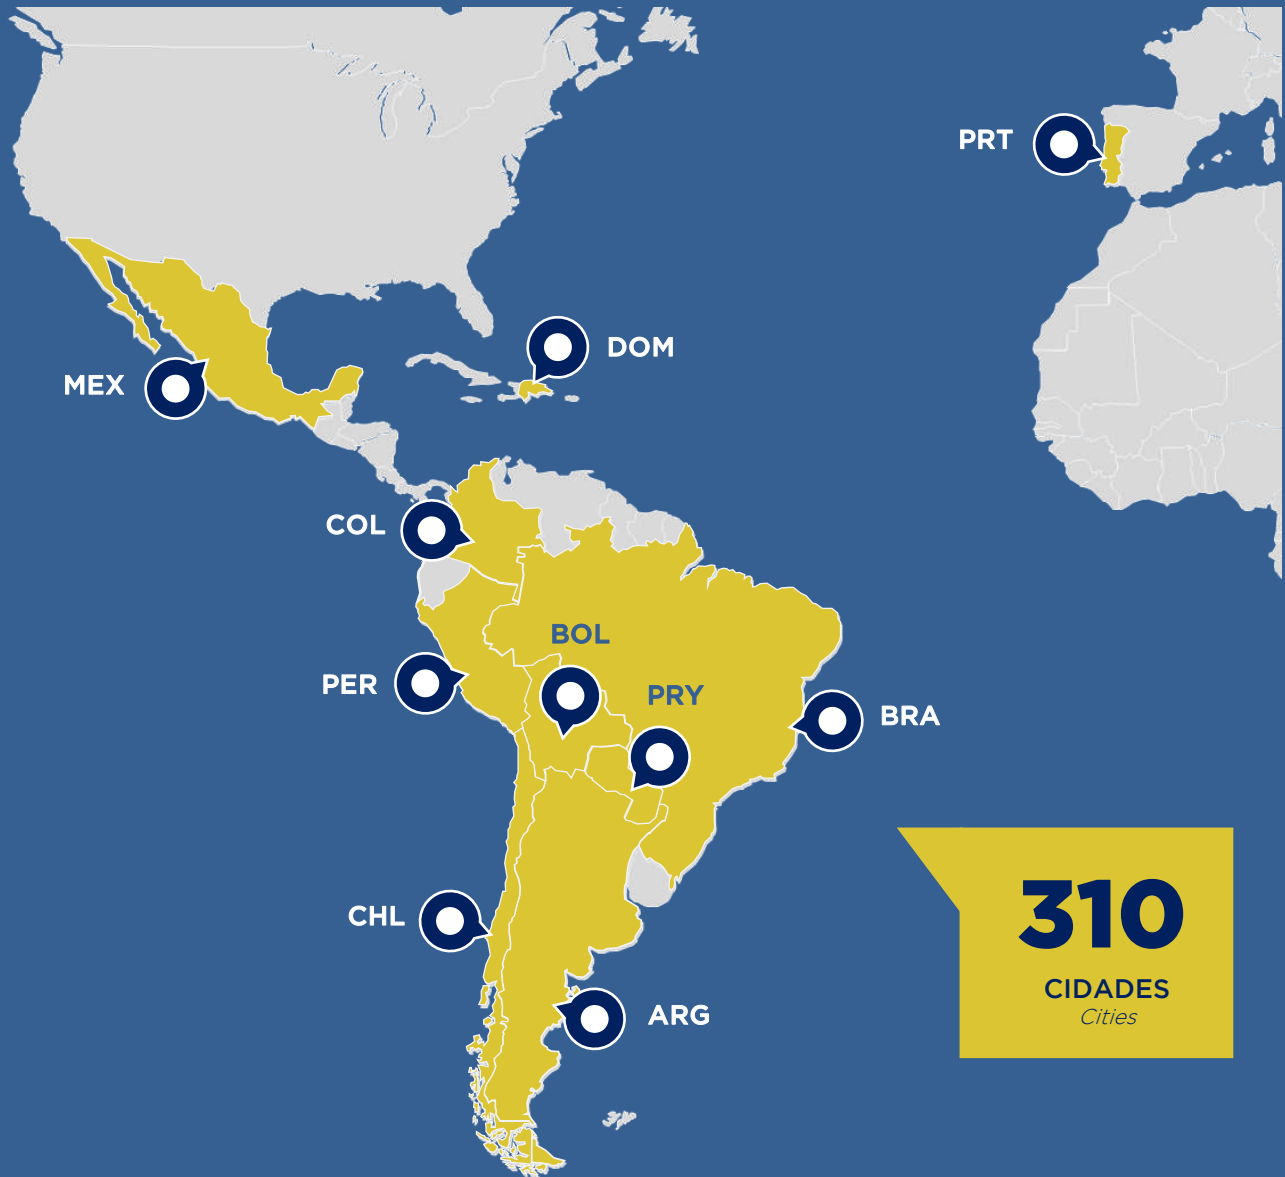 PRT
DOM
MEX
COL
BOL
PER
PRY
BRA
310
CIDADES
Cities
CHL
ARG